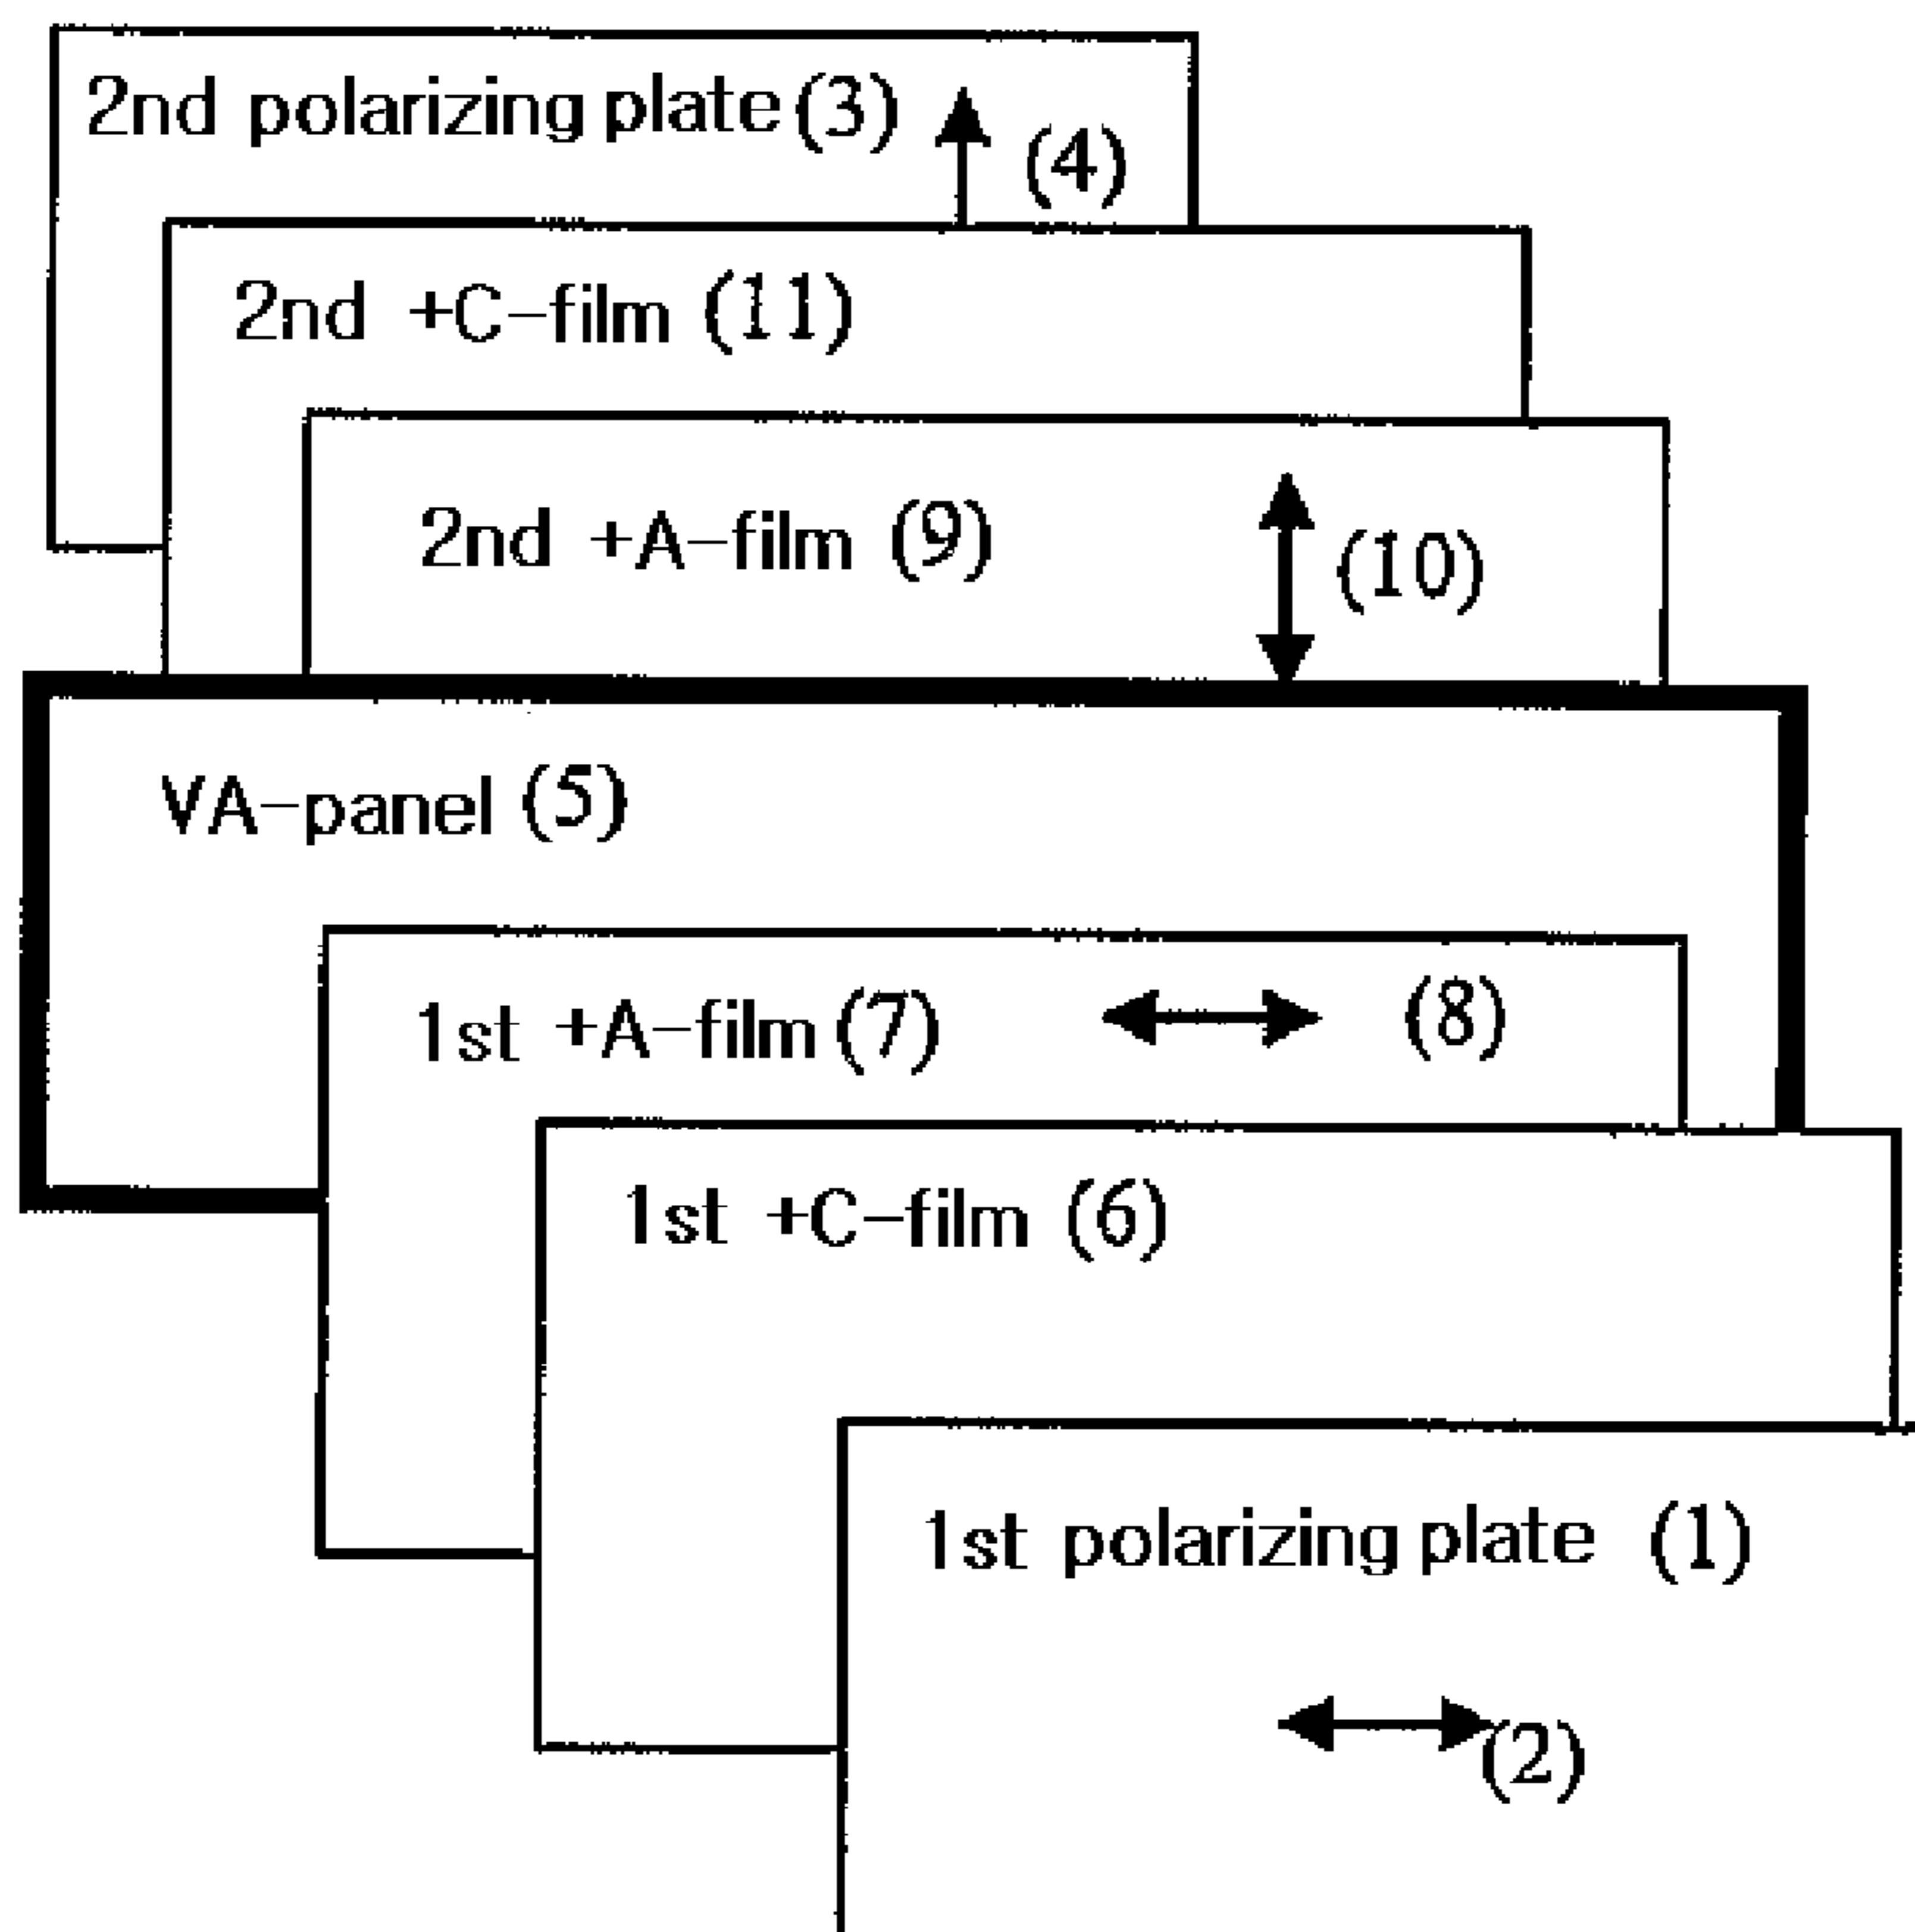 2nd polarizing plate (3)
(4)
2nd +C-film (11)
2nd +A-film (9)
(10)
VA-panel (5)
1st +A-film (7)
(8)
1st +C-film (6)
1st polarizing plate (1)
(2)